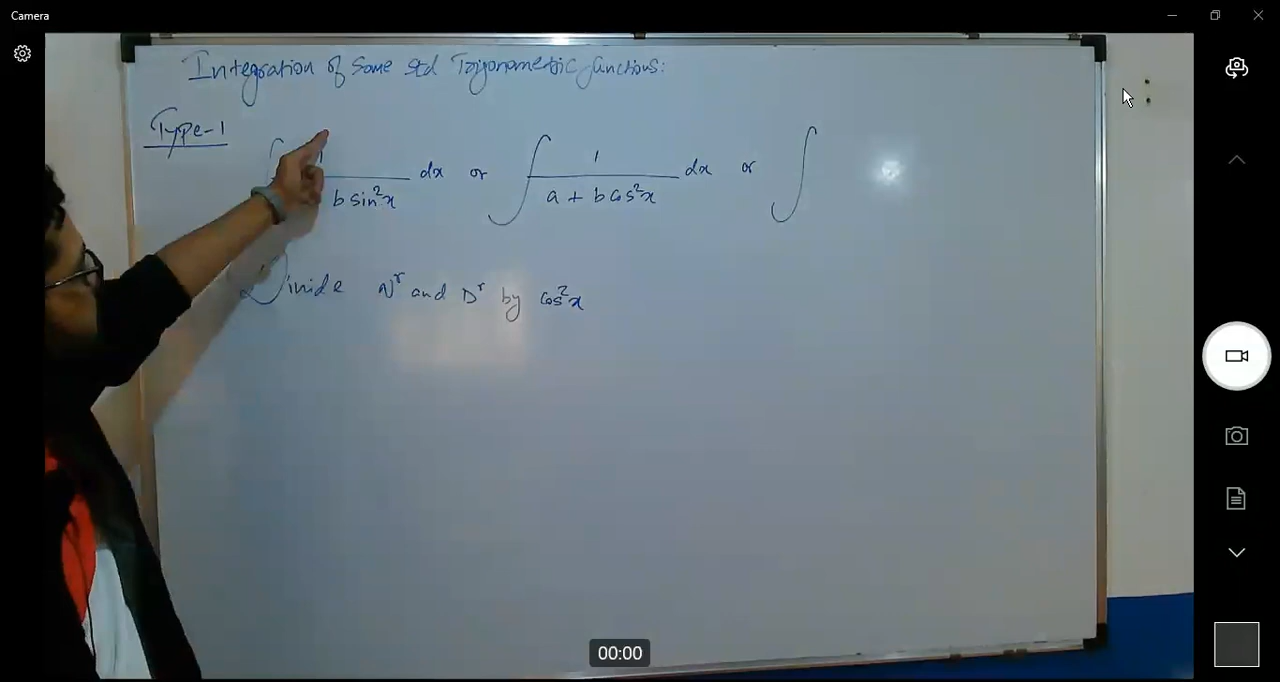 Camera
Integration of Some Std Trigonometric functions:
Type-1
∫ 1 / b sin²x dx or ∫ 1 / a + b cos²x dx or ∫
Divide Nʳ and Dʳ by cos²x
00:00